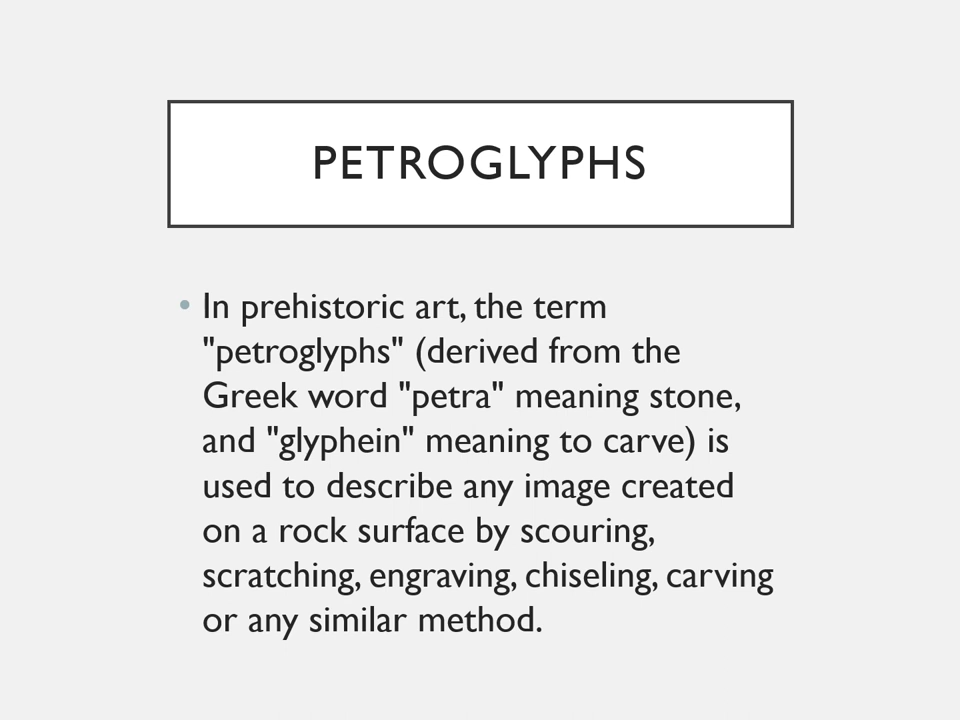 PETROGLYPHS
• In prehistoric art, the term
"petroglyphs" (derived from the
Greek word "petra" meaning stone,
and "glyphein" meaning to carve) is
used to describe any image created
on a rock surface by scouring,
scratching, engraving, chiseling, carving
or any similar method.